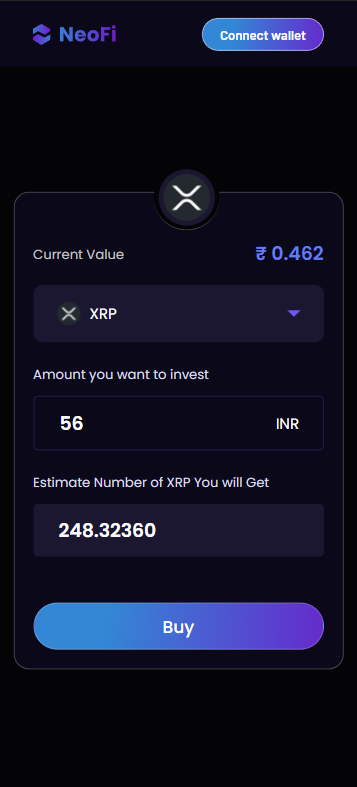 NeoFi
Connect wallet
Current Value
₹ 0.462
XRP
Amount you want to invest
56 INR
Estimate Number of XRP You will Get
248.32360
Buy